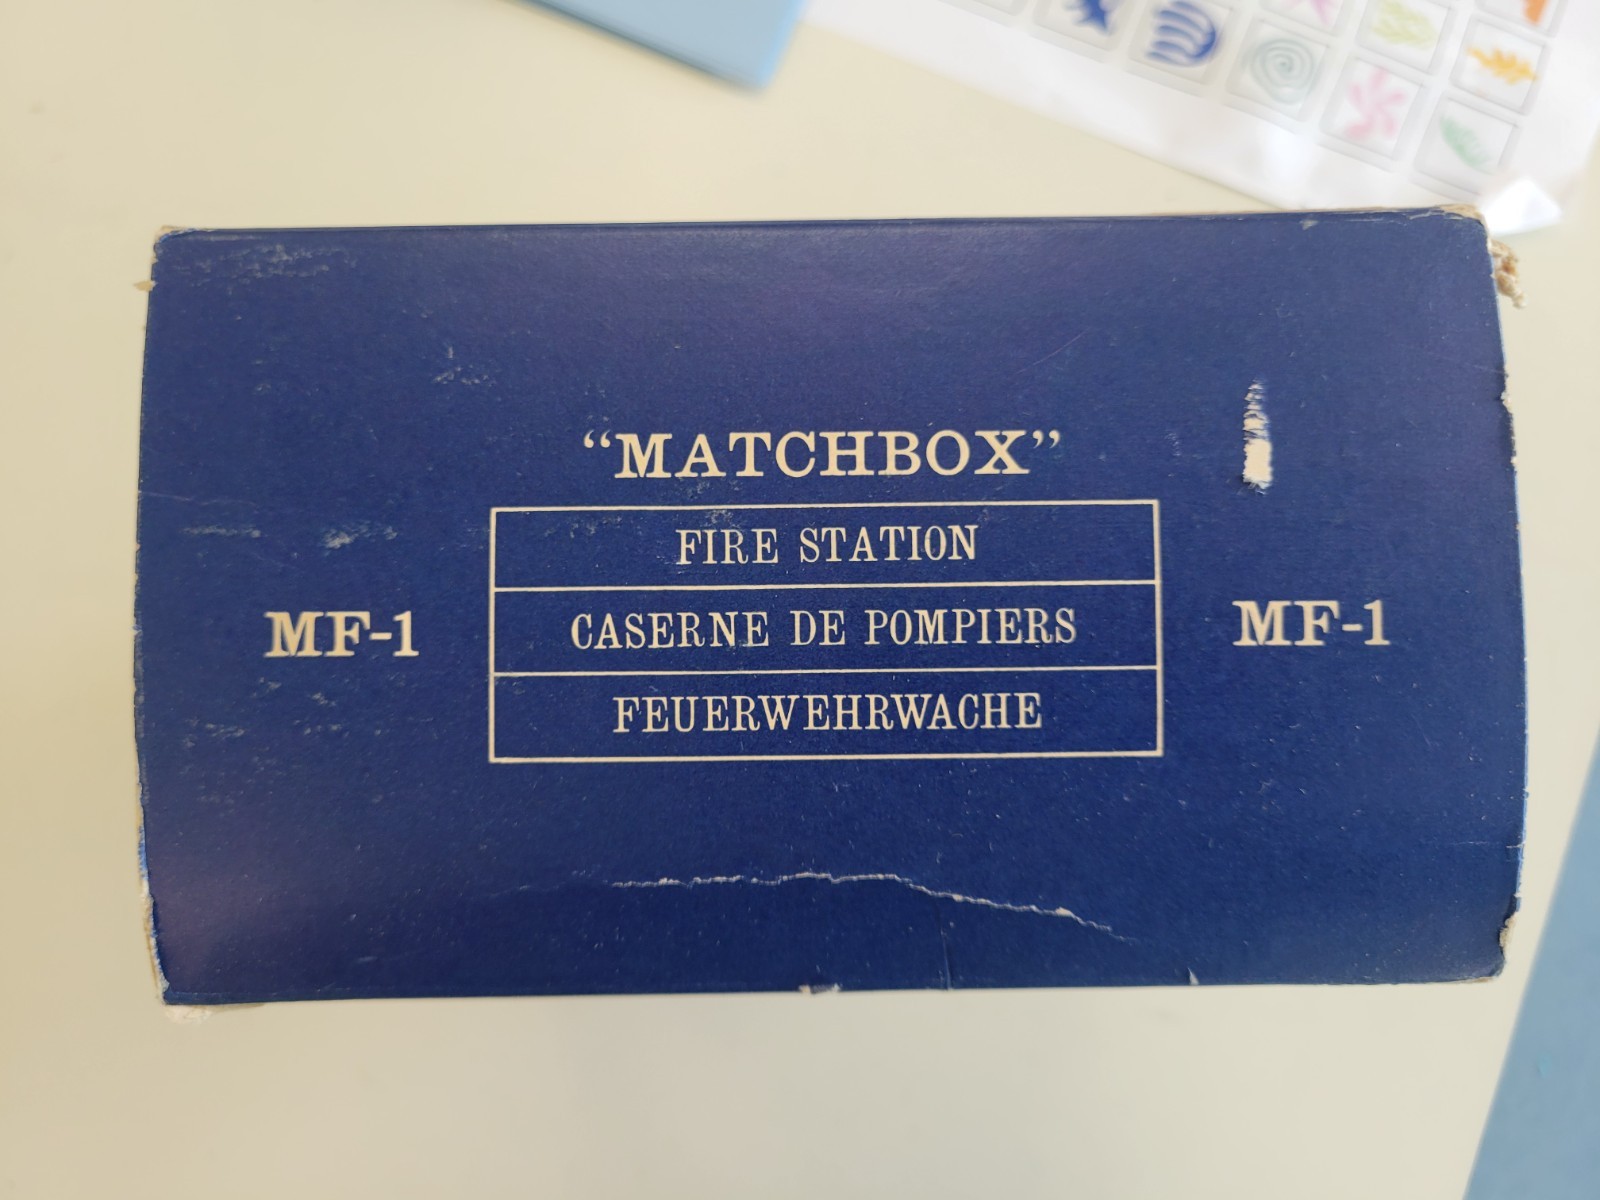 “MATCHBOX”
FIRE STATION
CASERNE DE POMPIERS
FEUERWEHRWACHE
MF-1
MF-1